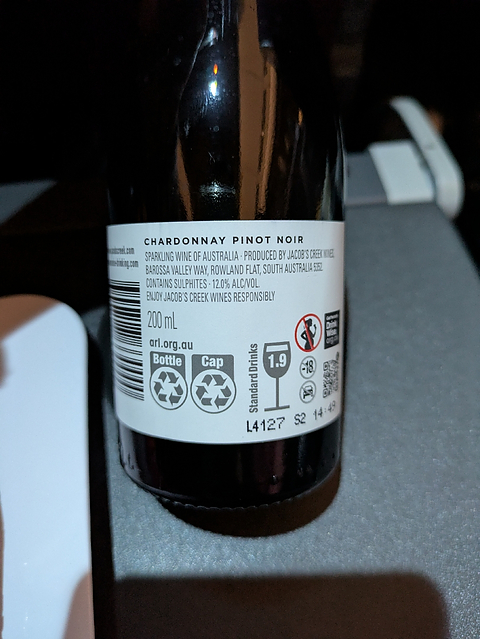 CHARDONNAY PINOT NOIR
SPARKLING WINE OF AUSTRALIA · PRODUCED BY JACOB'S CREEK WINES,
BAROSSA VALLEY WAY, ROWLAND FLAT, SOUTH AUSTRALIA 5352.
CONTAINS SULPHITES · 12.0% ALC/VOL.
ENJOY JACOB'S CREEK WINES RESPONSIBLY
200 mL
arl.org.au
Bottle
Cap
Standard Drinks
1.9
-18
Drink
Wise
L4127 S2 14:49